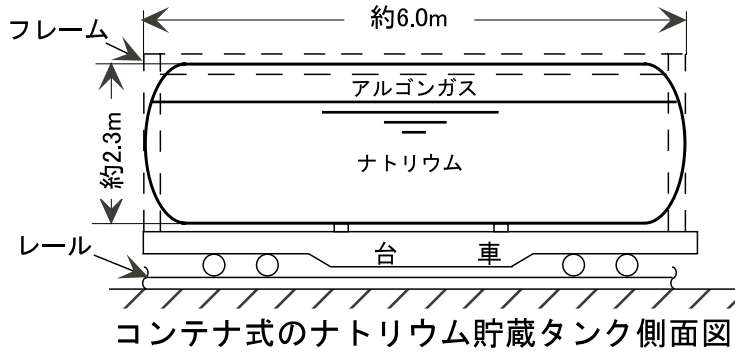 約6.0m
フレーム
アルゴンガス
約2.3m
ナトリウム
レール
台車
コンテナ式のナトリウム貯蔵タンク側面図